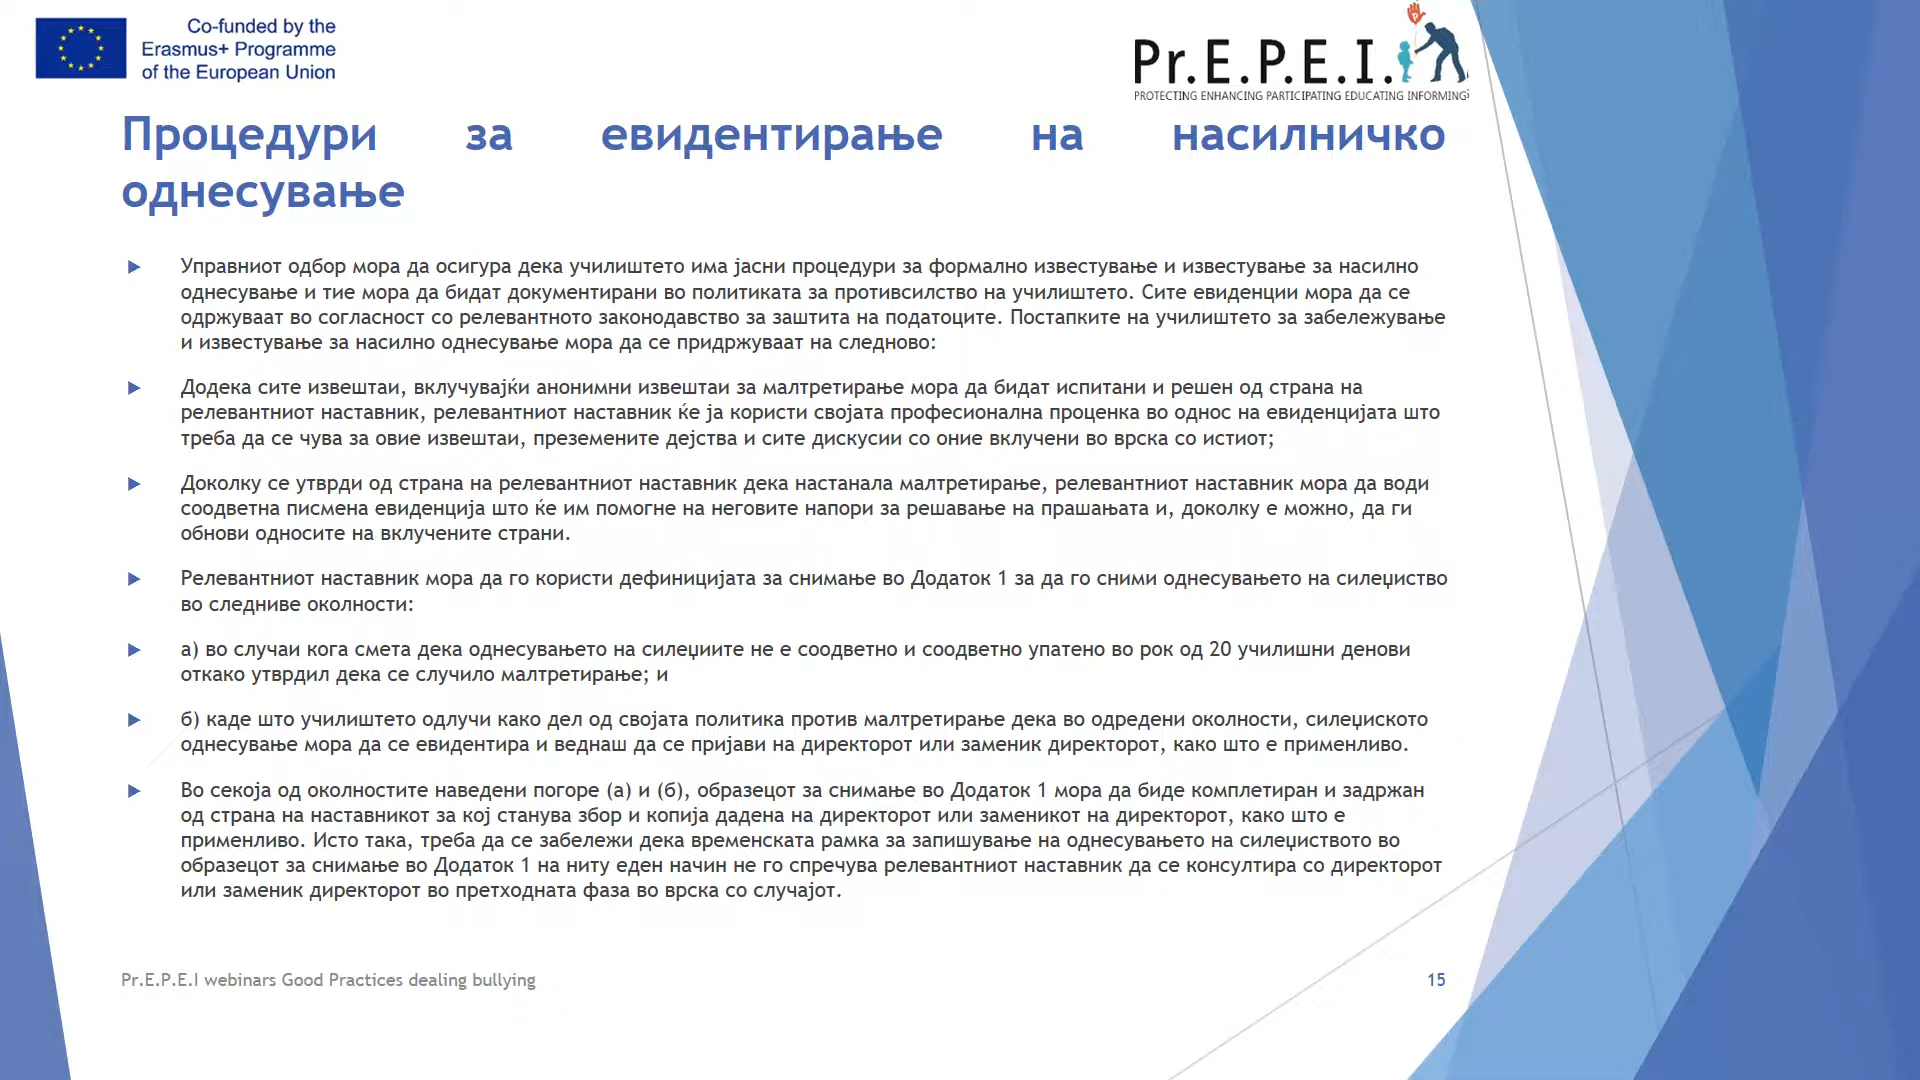 Co-funded by the
Erasmus+ Programme
of the European Union
Pr.E.P.E.I.
PROTECTING ENHANCING PARTICIPATING EDUCATING INFORMING
Процедури за евидентирање на насилничко
однесување
Управниот одбор мора да осигура дека училиштето има јасни процедури за формално известување и известување за насилно
однесување и тие мора да бидат документирани во политиката за противсилство на училиштето. Сите евиденции мора да се
одржуваат во согласност со релевантното законодавство за заштита на податоците. Постапките на училиштето за забележување
и известување за насилно однесување мора да се придржуваат на следново:
Додека сите извештаи, вклучувајќи анонимни извештаи за малтретирање мора да бидат испитани и решен од страна на
релевантниот наставник, релевантниот наставник ќе ја користи својата професионална проценка во однос на евиденцијата што
треба да се чува за овие извештаи, преземените дејства и сите дискусии со оние вклучени во врска со истиот;
Доколку се утврди од страна на релевантниот наставник дека настанала малтретирање, релевантниот наставник мора да води
соодветна писмена евиденција што ќе им помогне на неговите напори за решавање на прашањата и, доколку е можно, да ги
обнови односите на вклучените страни.
Релевантниот наставник мора да го користи дефиницијата за снимање во Додаток 1 за да го сними однесувањето на силеџиство
во следниве околности:
а) во случаи кога смета дека однесувањето на силеџиите не е соодветно и соодветно упатено во рок од 20 училишни денови
откако утврдил дека се случило малтретирање; и
б) каде што училиштето одлучи како дел од својата политика против малтретирање дека во одредени околности, силеџиското
однесување мора да се евидентира и веднаш да се пријави на директорот или заменик директорот, како што е применливо.
Во секоја од околностите наведени погоре (а) и (б), образецот за снимање во Додаток 1 мора да биде комплетиран и задржан
од страна на наставникот за кој станува збор и копија дадена на директорот или заменикот на директорот, како што е
применливо. Исто така, треба да се забележи дека временската рамка за запишување на однесувањето на силеџиството во
образецот за снимање во Додаток 1 на ниту еден начин не го спречува релевантниот наставник да се консултира со директорот
или заменик директорот во претходната фаза во врска со случајот.
Pr.E.P.E.I webinars Good Practices dealing bullying
15